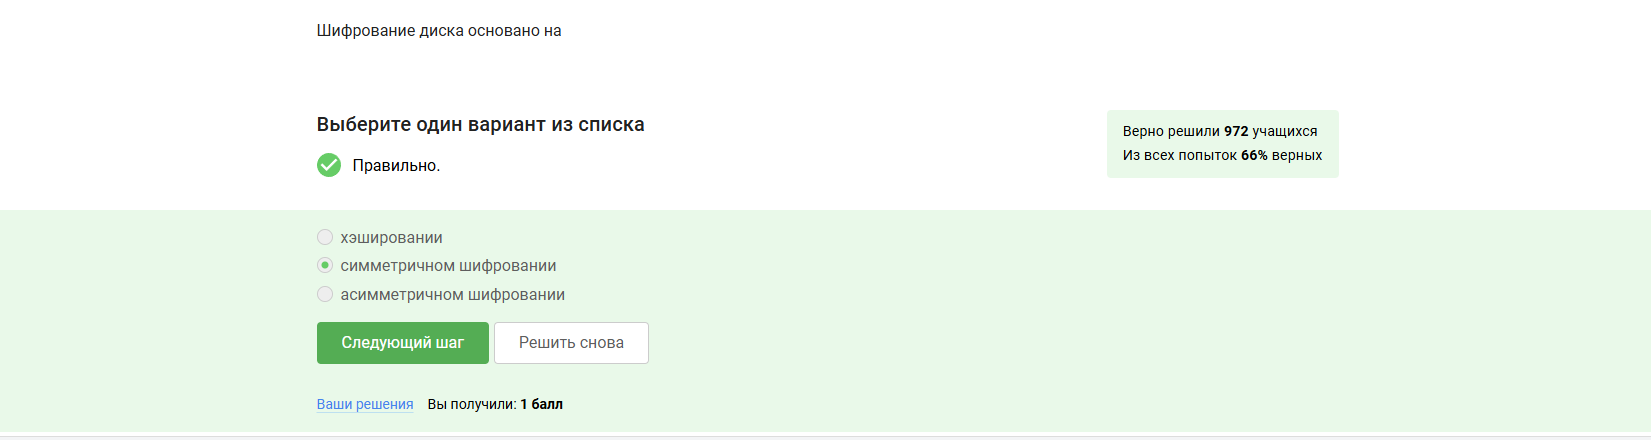 Шифрование диска основано на
Выберите один вариант из списка
Правильно.
Верно решили 972 учащихся
Из всех попыток 66% верных
хэшировании
симметричном шифровании
асимметричном шифровании
Следующий шаг
Решить снова
Ваши решения Вы получили: 1 балл